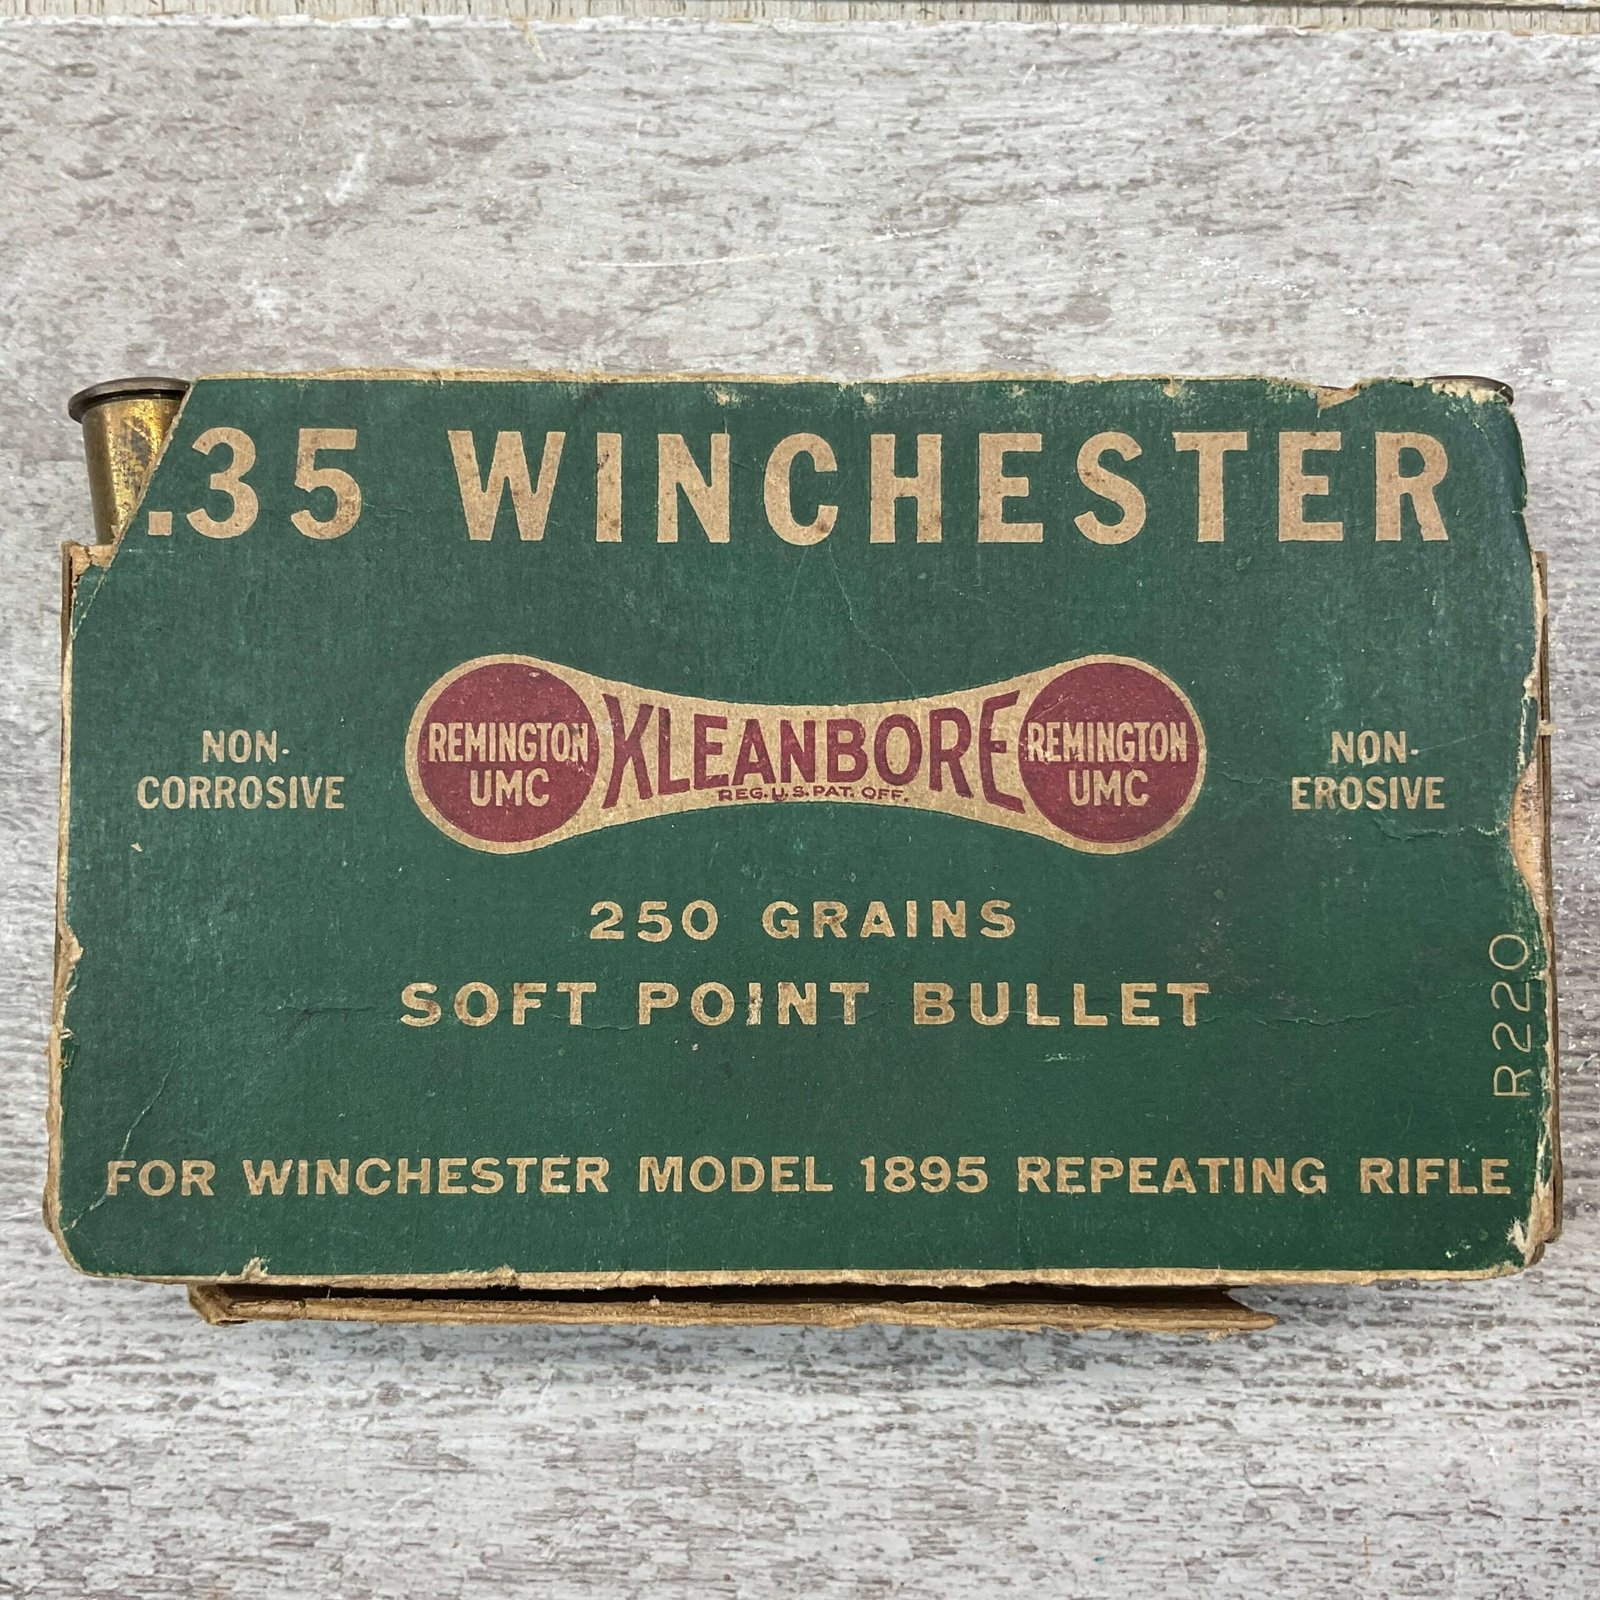 .35 WINCHESTER
REMINGTON
UMC
KLEANBORE
REG. U.S. PAT. OFF.
REMINGTON
UMC
NON-
CORROSIVE
NON-
EROSIVE
250 GRAINS
SOFT POINT BULLET
R220
FOR WINCHESTER MODEL 1895 REPEATING RIFLE